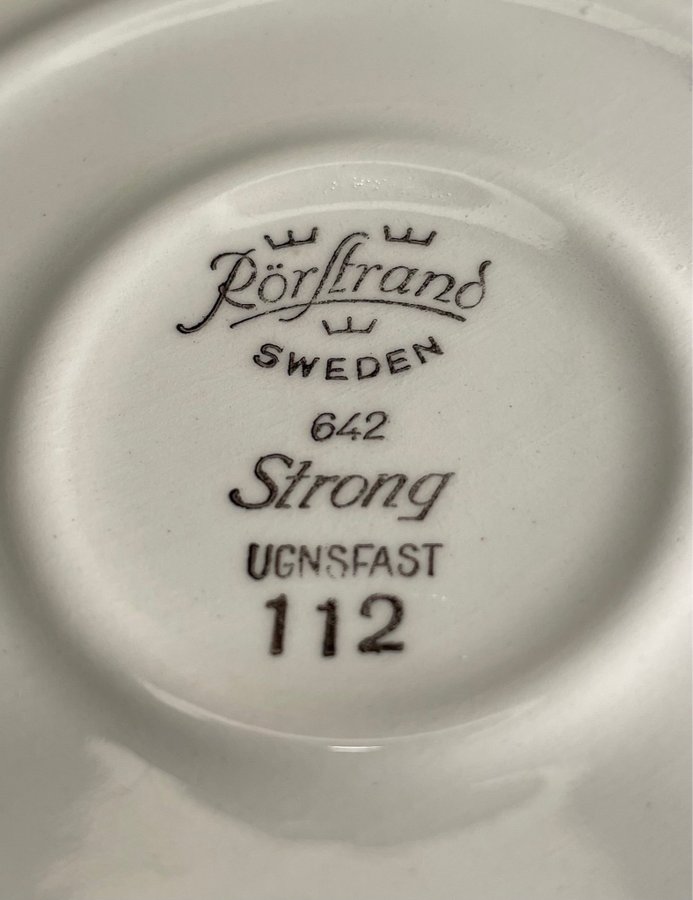 Rörstrand
SWEDEN
642
Strong
UGNSFAST
112